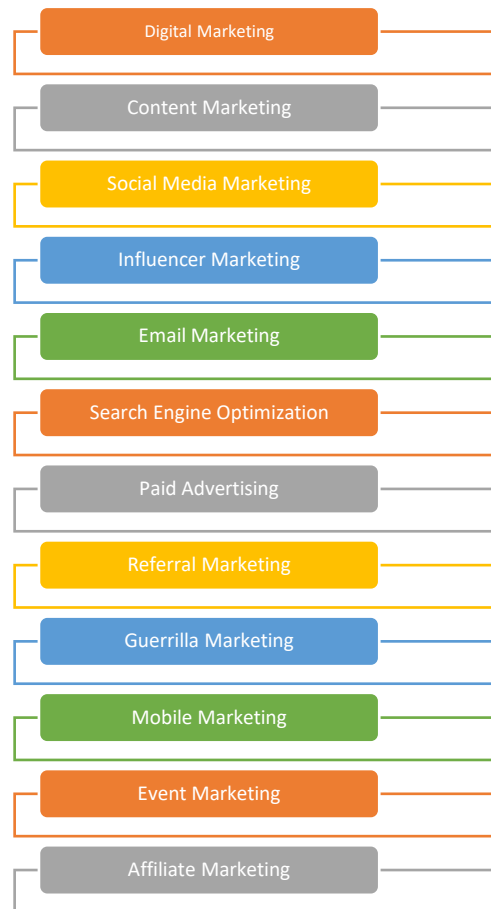 Digital Marketing
Content Marketing
Social Media Marketing
Influencer Marketing
Email Marketing
Search Engine Optimization
Paid Advertising
Referral Marketing
Guerrilla Marketing
Mobile Marketing
Event Marketing
Affiliate Marketing